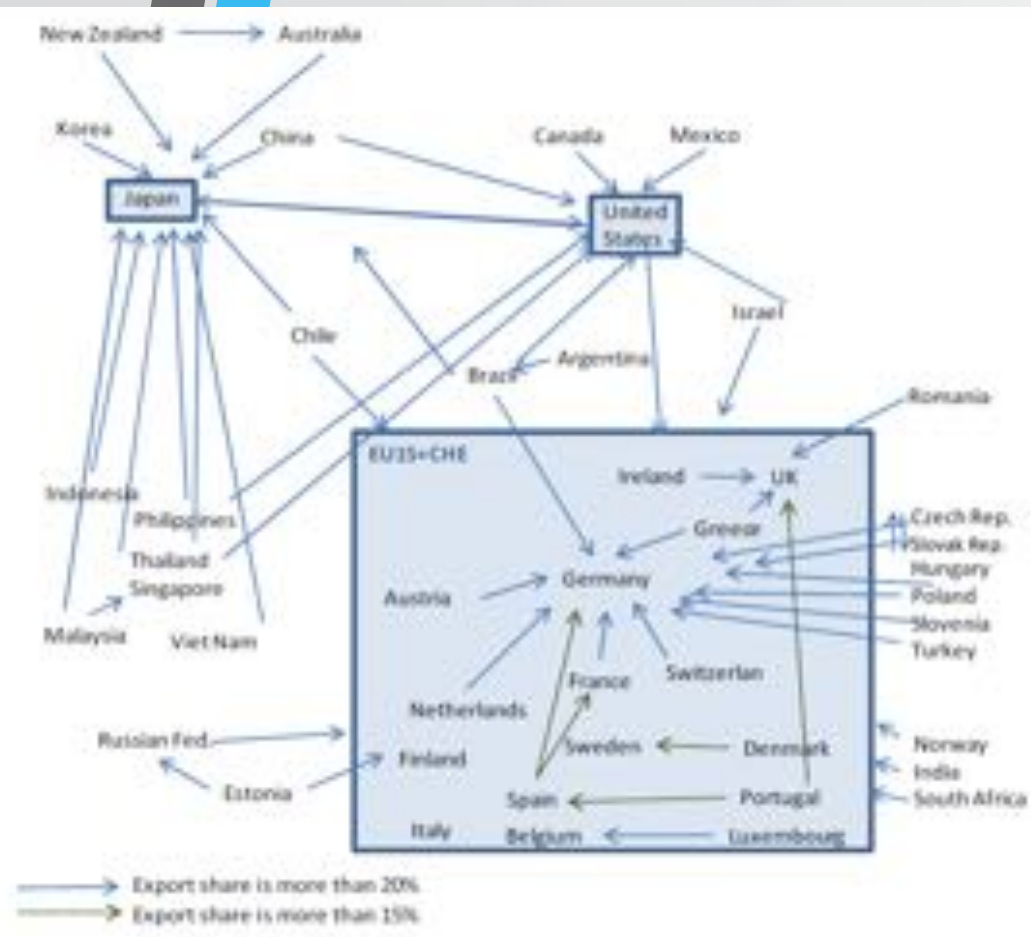 New Zealand
Australia
Korea
China
Canada
Mexico
Japan
United
States
Israel
Chile
Argentina
Brazil
Romania
EU15+CHE
Ireland
UK
Indonesia
Philippines
Greece
Czech Rep.
Slovak Rep.
Thailand
Germany
Hungary
Singapore
Austria
Poland
Slovenia
Malaysia
Viet Nam
Turkey
France
Switzerlan
Netherlands
Russian Fed.
Finland
Sweden
Denmark
Norway
India
Estonia
Spain
Portugal
South Africa
Italy
Belgium
Luxembourg
Export share is more than 20%
Export share is more than 15%